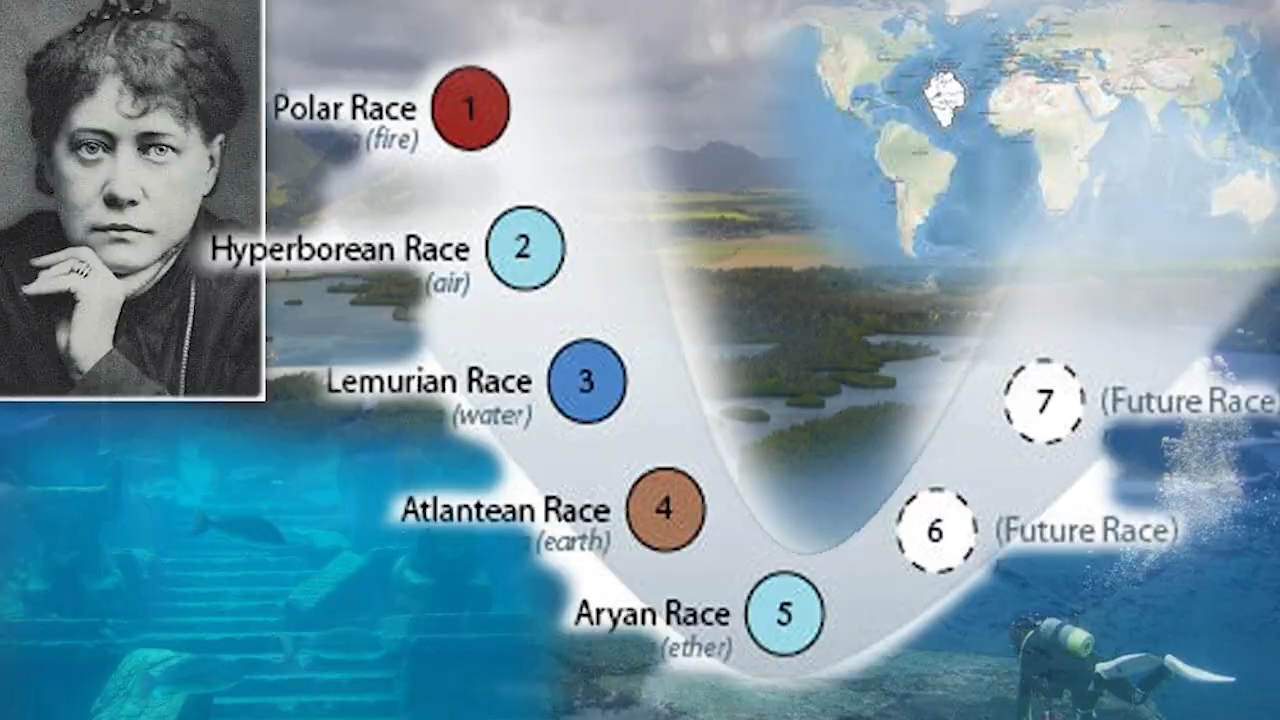 Polar Race
1
(fire)
Hyperborean Race
2
(air)
Lemurian Race
3
(water)
Atlantean Race
4
(earth)
Aryan Race
5
(ether)
6
(Future Race)
7
(Future Race)